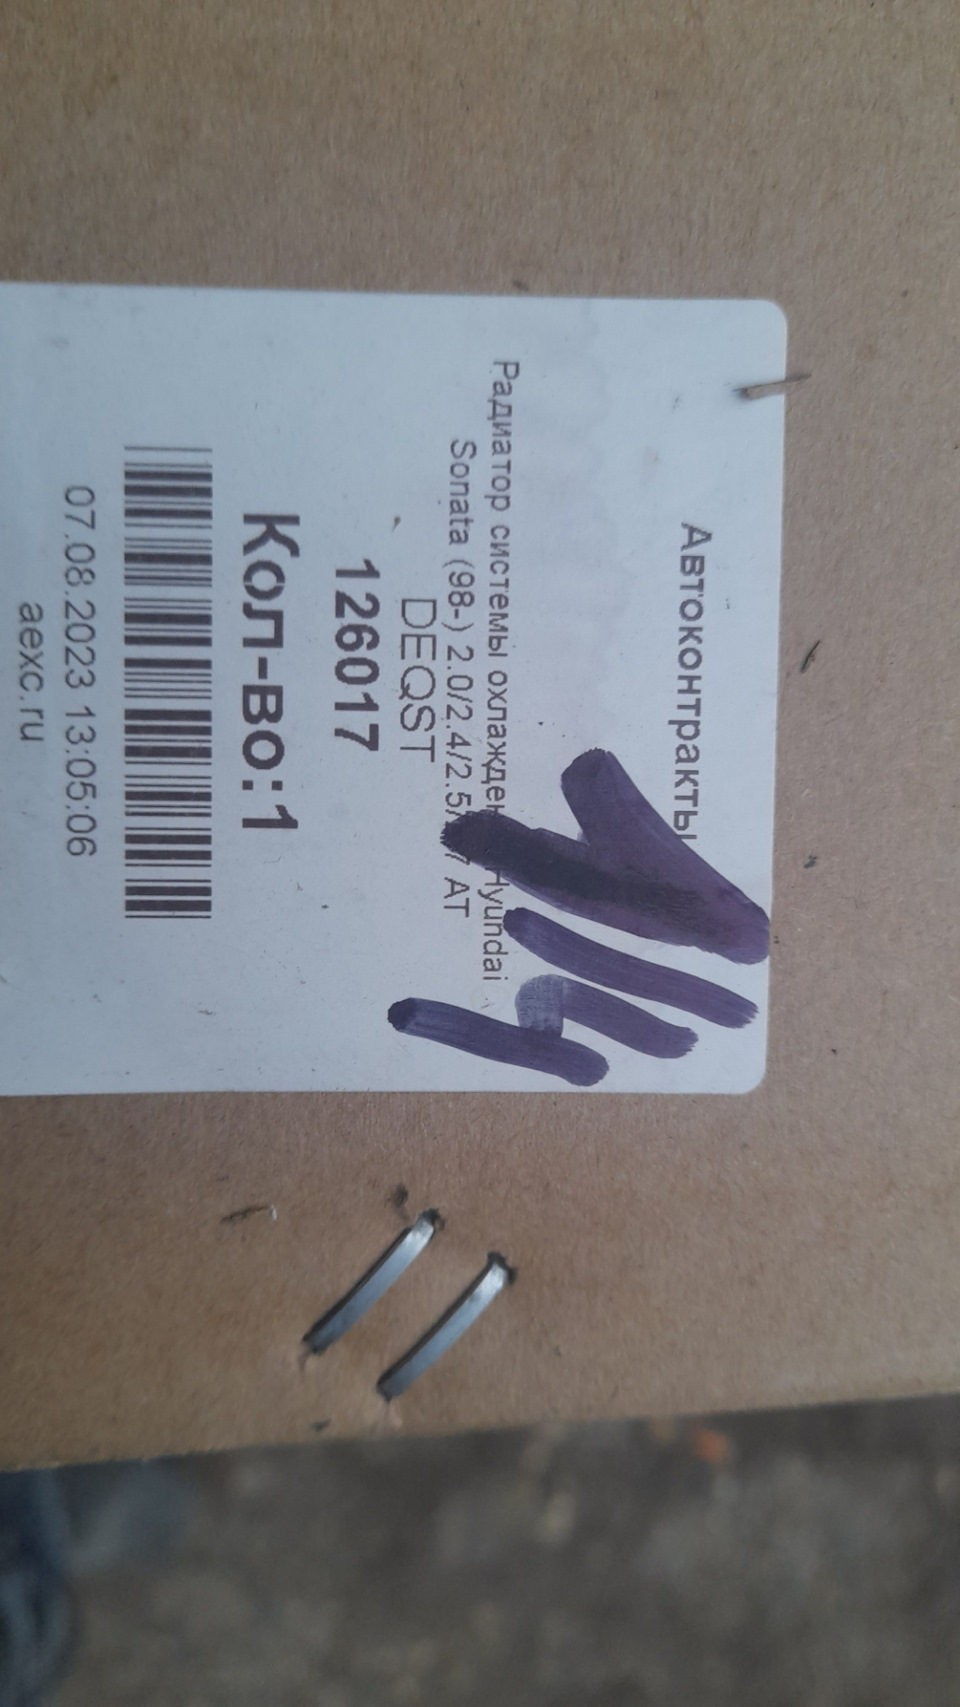 Автоконтракты
Радиатор системы охлажден Hyundai
Sonata (98-) 2.0/2.4/2.5/ 7 AT
DEQST
126017
Кол-во:1
07.08.2023 13:05:06
aexc.ru